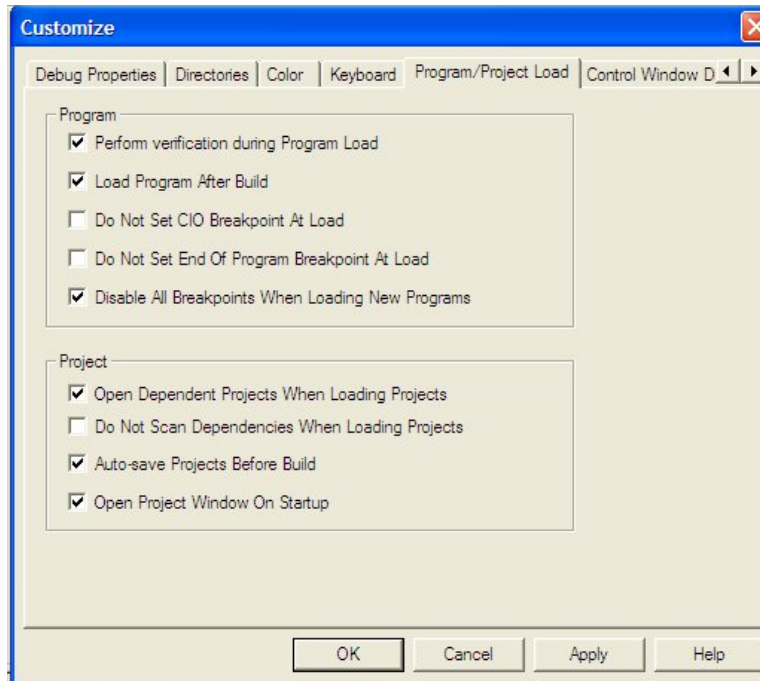 Customize
Debug Properties Directories Color Keyboard Program/Project Load Control Window D
Program
Perform verification during Program Load
Load Program After Build
Do Not Set CIO Breakpoint At Load
Do Not Set End Of Program Breakpoint At Load
Disable All Breakpoints When Loading New Programs
Project
Open Dependent Projects When Loading Projects
Do Not Scan Dependencies When Loading Projects
Auto-save Projects Before Build
Open Project Window On Startup
OK Cancel Apply Help